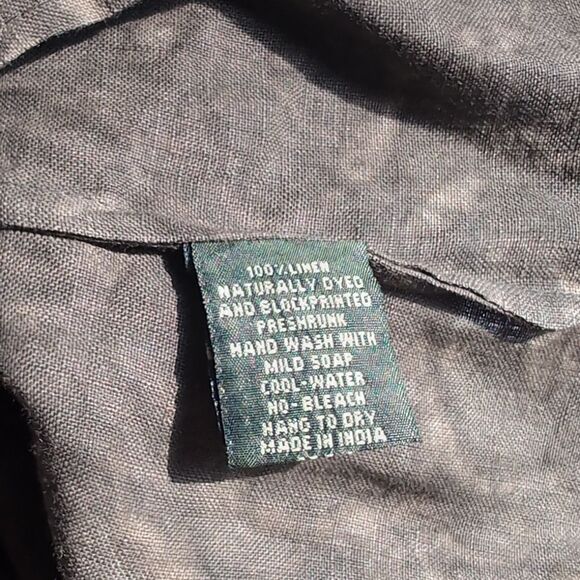 100% LINEN
NATURALLY DYED
AND BLOCKPRINTED
PRESHRUNK
HAND WASH WITH
MILD SOAP
COOL-WATER
NO-BLEACH
HANG TO DRY
MADE IN INDIA